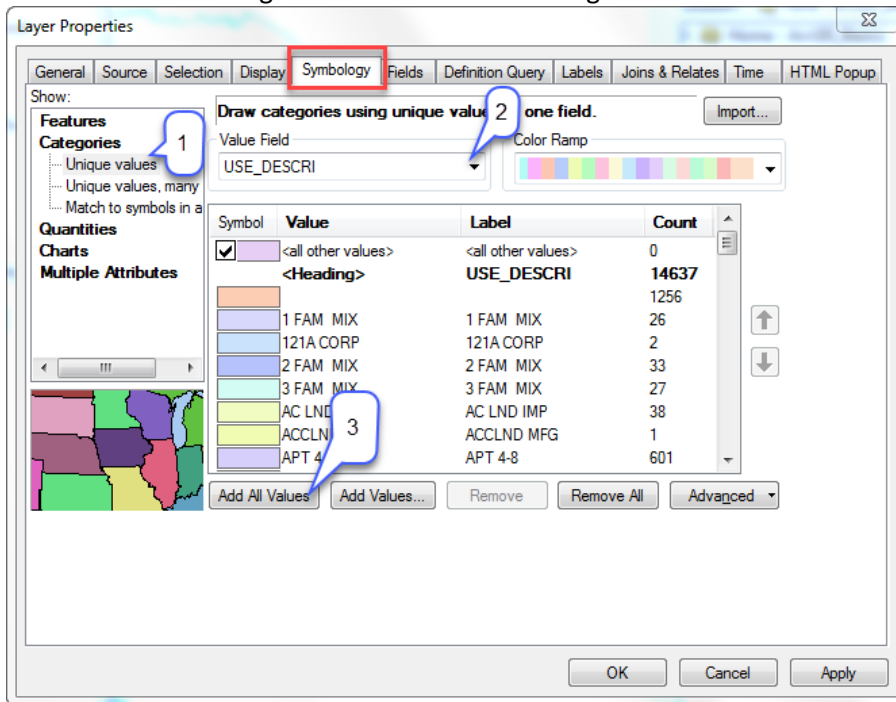 Layer Properties
General Source Selection Display Symbology Fields Definition Query Labels Joins & Relates Time HTML Popup
Show:
Features
Categories
Unique values
Unique values, many
Match to symbols in a
Quantities
Charts
Multiple Attributes
1
Draw categories using unique value one field.
2
Import...
Value Field
USE_DESCRI
Color Ramp
Symbol Value Label Count
<all other values> <all other values> 0
<Heading> USE_DESCRI 14637
1256
1 FAM MIX 1 FAM MIX 26
121A CORP 121A CORP 2
2 FAM MIX 2 FAM MIX 33
3 FAM MIX 3 FAM MIX 27
AC LND AC LND IMP 38
ACCLN ACCLND MFG 1
APT 4 APT 4-8 601
3
Add All Values Add Values... Remove Remove All Advanced
OK Cancel Apply